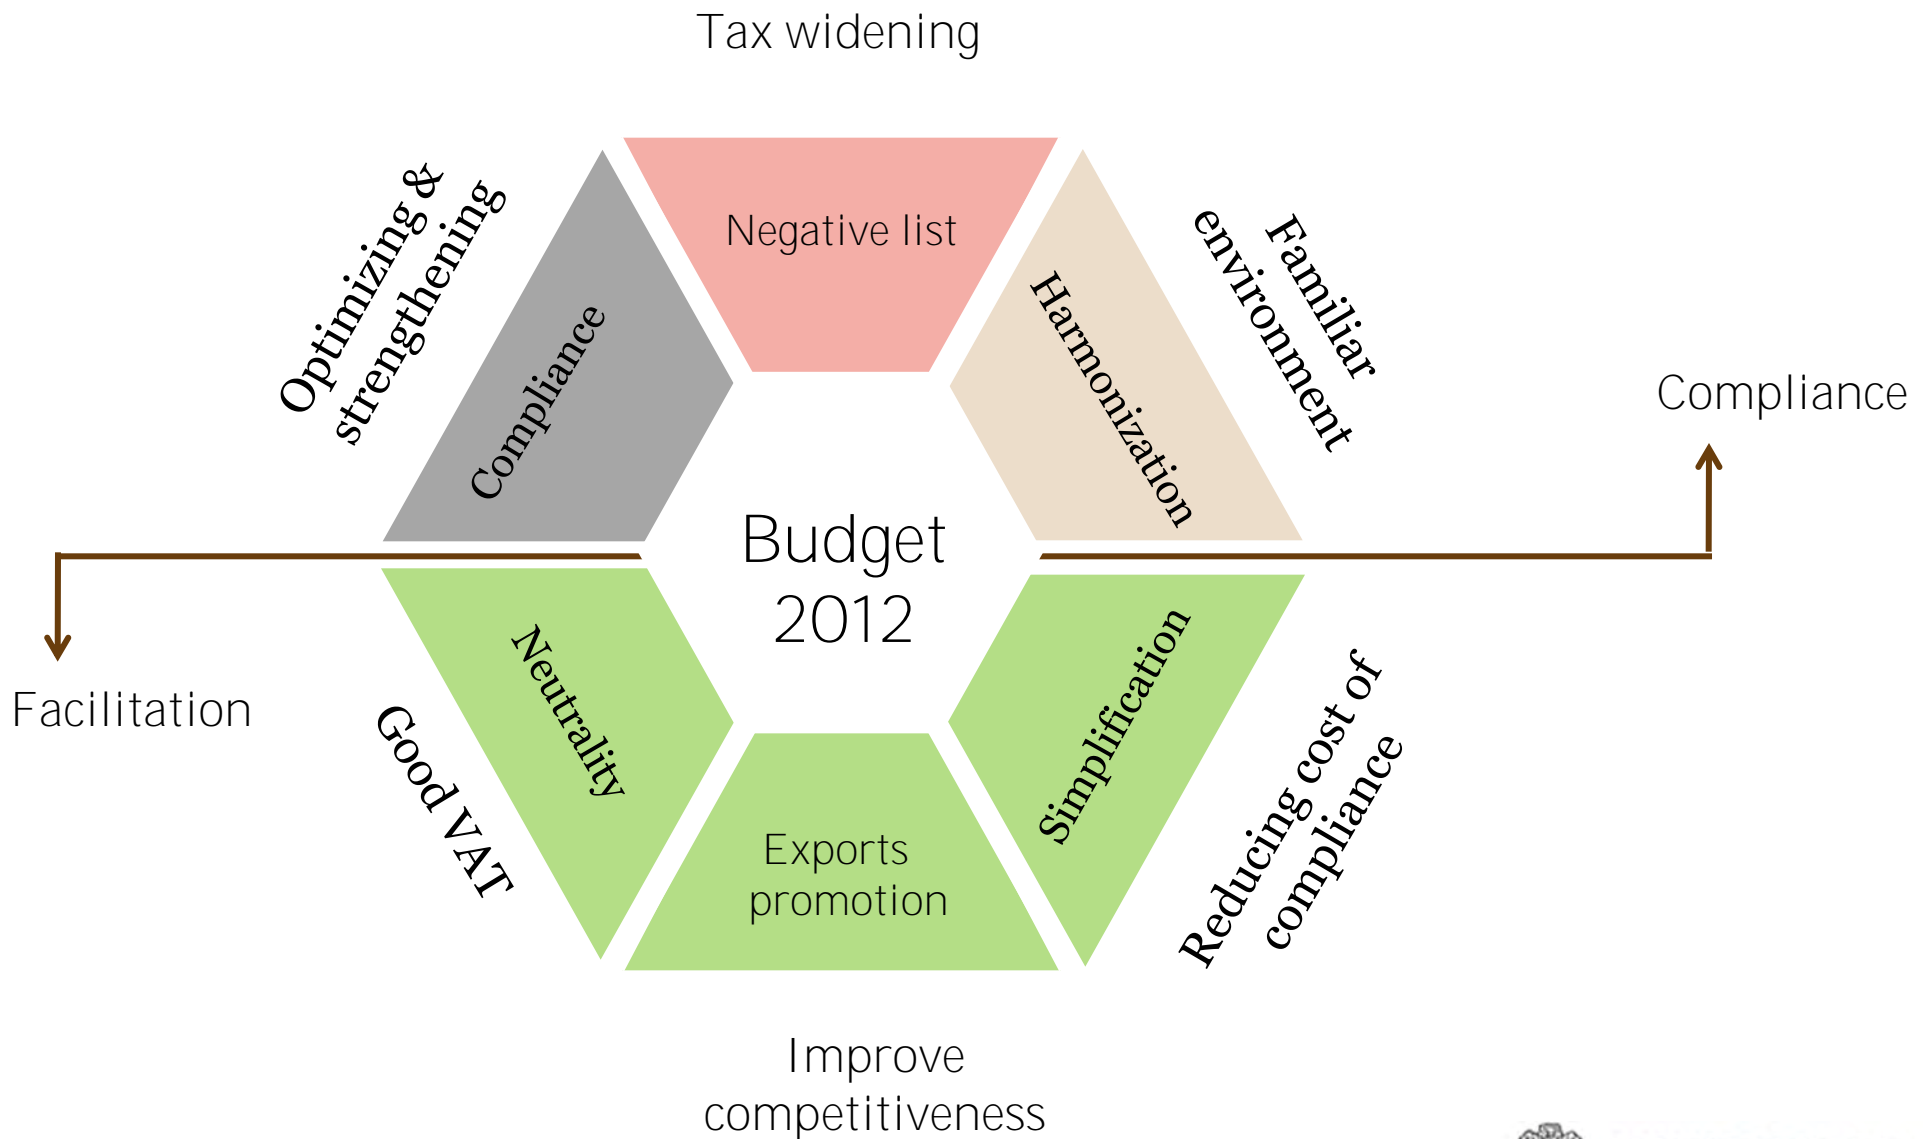 Tax widening
Optimizing &
strengthening
Compliance
Negative list
Harmonization
Familiar
environment
Compliance
Budget
2012
Facilitation
Neutrality
Good VAT
Exports
promotion
Simplification
Reducing cost of
compliance
Improve
competitiveness